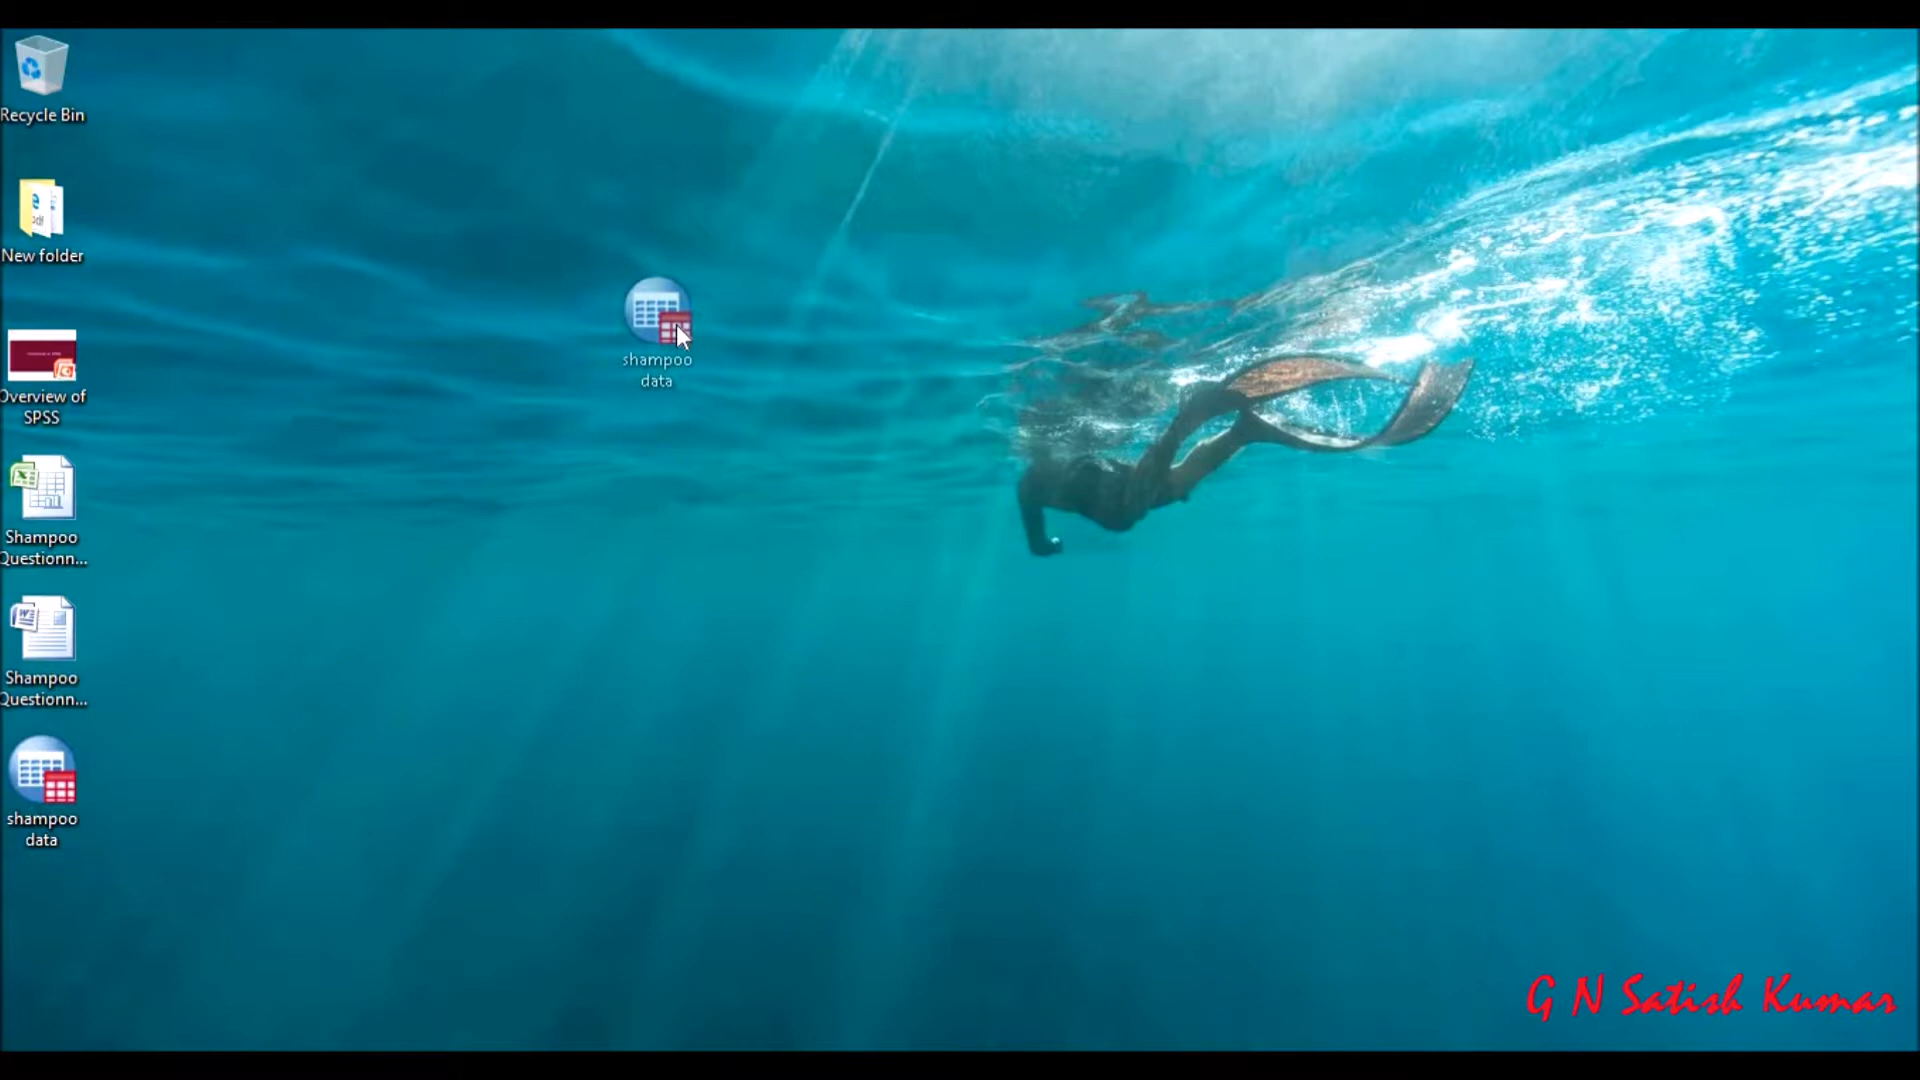 Recycle Bin
New folder
Overview of
SPSS
Shampoo
Questionn...
Shampoo
Questionn...
shampoo
data
shampoo
data
G N Satish Kumar